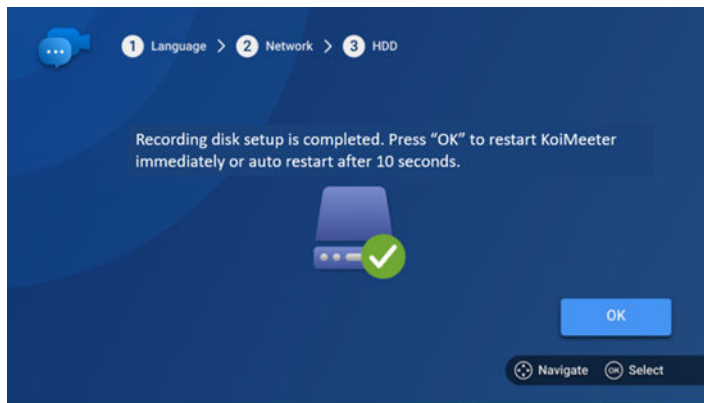 1 Language > 2 Network > 3 HDD
Recording disk setup is completed. Press “OK” to restart KoiMeeter
immediately or auto restart after 10 seconds.
OK
Navigate OK Select